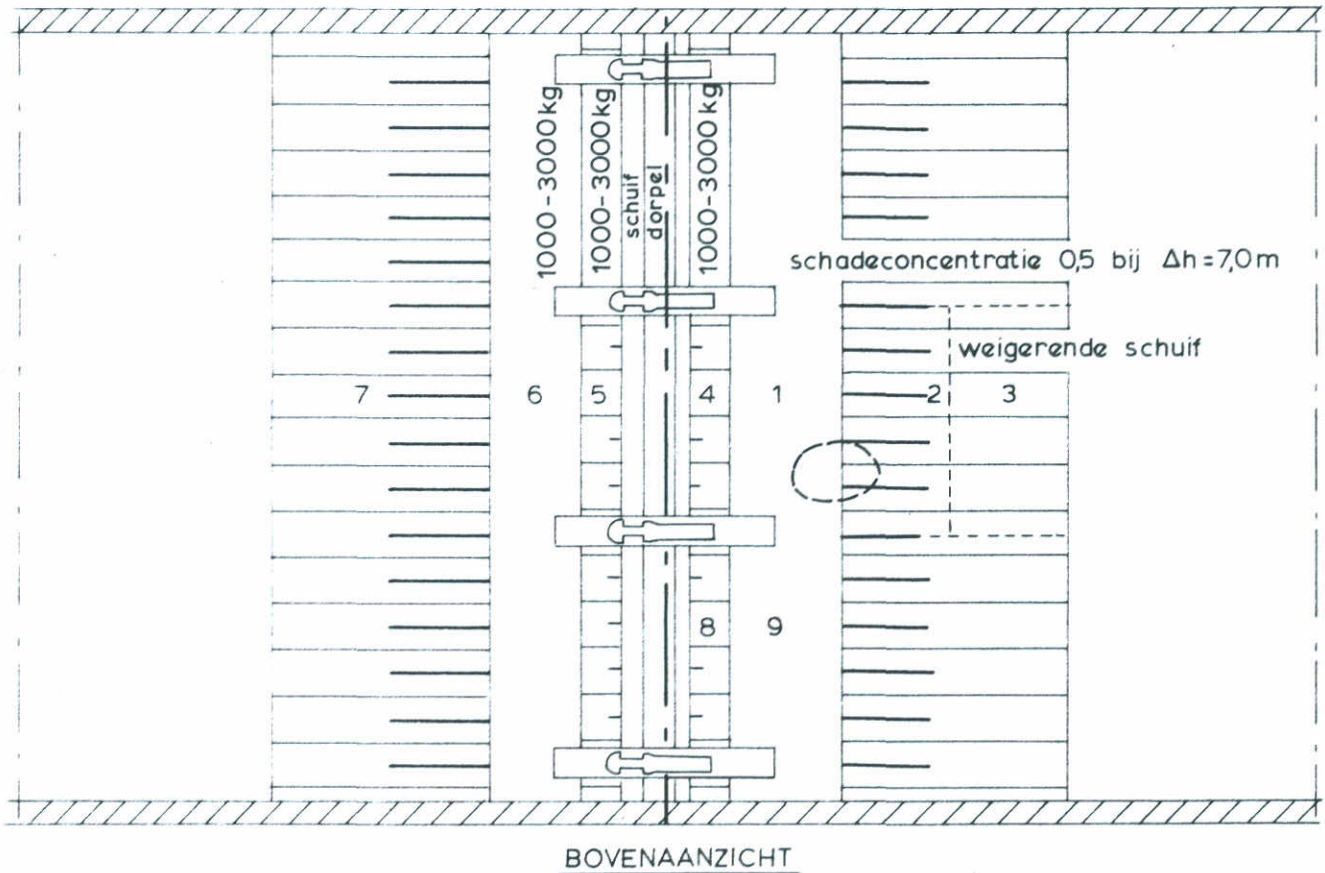 1000-3000kg
1000-3000kg
schuif
dorpel
1000-3000kg
schadeconcentratie 0,5 bij Δh=7,0m
weigerende schuif
7 6 5 4 1 2 3
8 9
BOVENAANZICHT